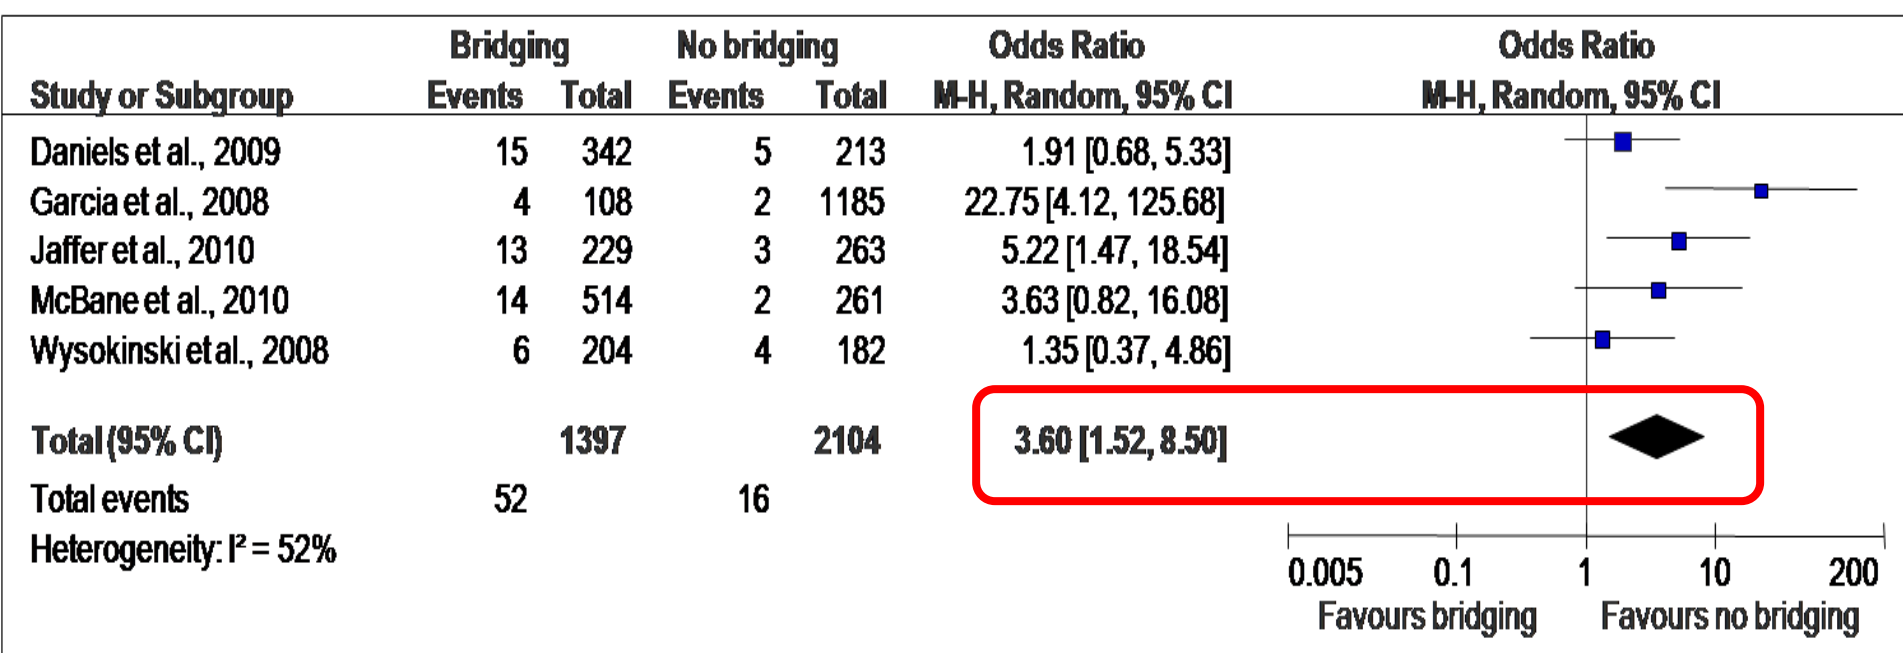 Bridging No bridging Odds Ratio Odds Ratio
Study or Subgroup Events Total Events Total M-H, Random, 95% CI M-H, Random, 95% CI
Daniels et al., 2009 15 342 5 213 1.91 [0.68, 5.33]
Garcia et al., 2008 4 108 2 1185 22.75 [4.12, 125.68]
Jaffer et al., 2010 13 229 3 263 5.22 [1.47, 18.54]
McBane et al., 2010 14 514 2 261 3.63 [0.82, 16.08]
Wysokinski et al., 2008 6 204 4 182 1.35 [0.37, 4.86]
Total (95% CI) 1397 2104 3.60 [1.52, 8.50]
Total events 52 16
Heterogeneity: I² = 52%
0.005 0.1 1 10 200
Favours bridging Favours no bridging